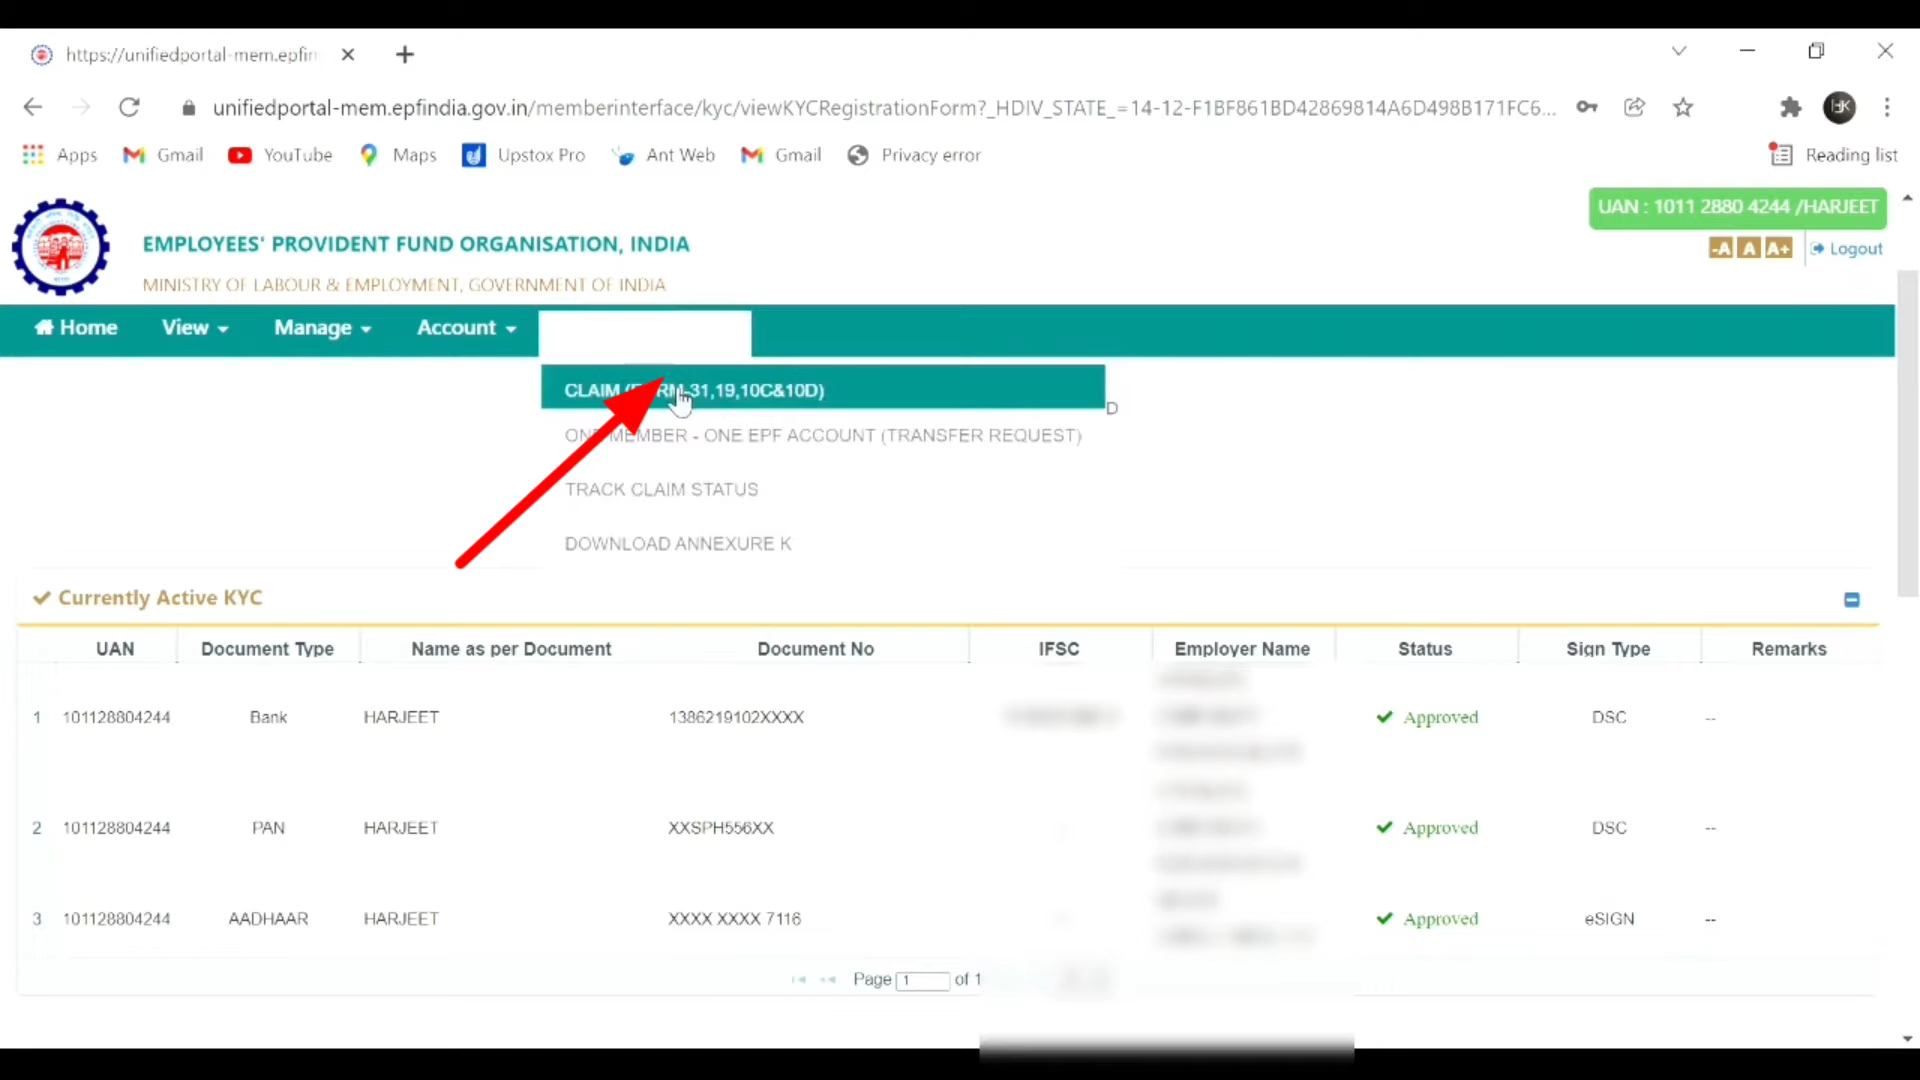 https://unifiedportal-mem.epfin
unifiedportal-mem.epfindia.gov.in/memberinterface/kyc/viewKYCRegistrationForm?_HDIV_STATE_=14-12-F1BF861BD42869814A6D498B171FC6...
Apps Gmail YouTube Maps Upstox Pro Ant Web Gmail Privacy error Reading list
UAN : 1011 2880 4244 /HARJEET
EMPLOYEES' PROVIDENT FUND ORGANISATION, INDIA
-A A A+ Logout
MINISTRY OF LABOUR & EMPLOYMENT, GOVERNMENT OF INDIA
Home View Manage Account
CLAIM (FORM-31,19,10C&10D)
D
ONE MEMBER - ONE EPF ACCOUNT (TRANSFER REQUEST)
TRACK CLAIM STATUS
DOWNLOAD ANNEXURE K
Currently Active KYC
UAN Document Type Name as per Document Document No IFSC Employer Name Status Sign Type Remarks
1 101128804244 Bank HARJEET 1386219102XXXX Approved DSC --
2 101128804244 PAN HARJEET XXSPH556XX Approved DSC --
3 101128804244 AADHAAR HARJEET XXXX XXXX 7116 Approved eSIGN --
Page 1 of 1